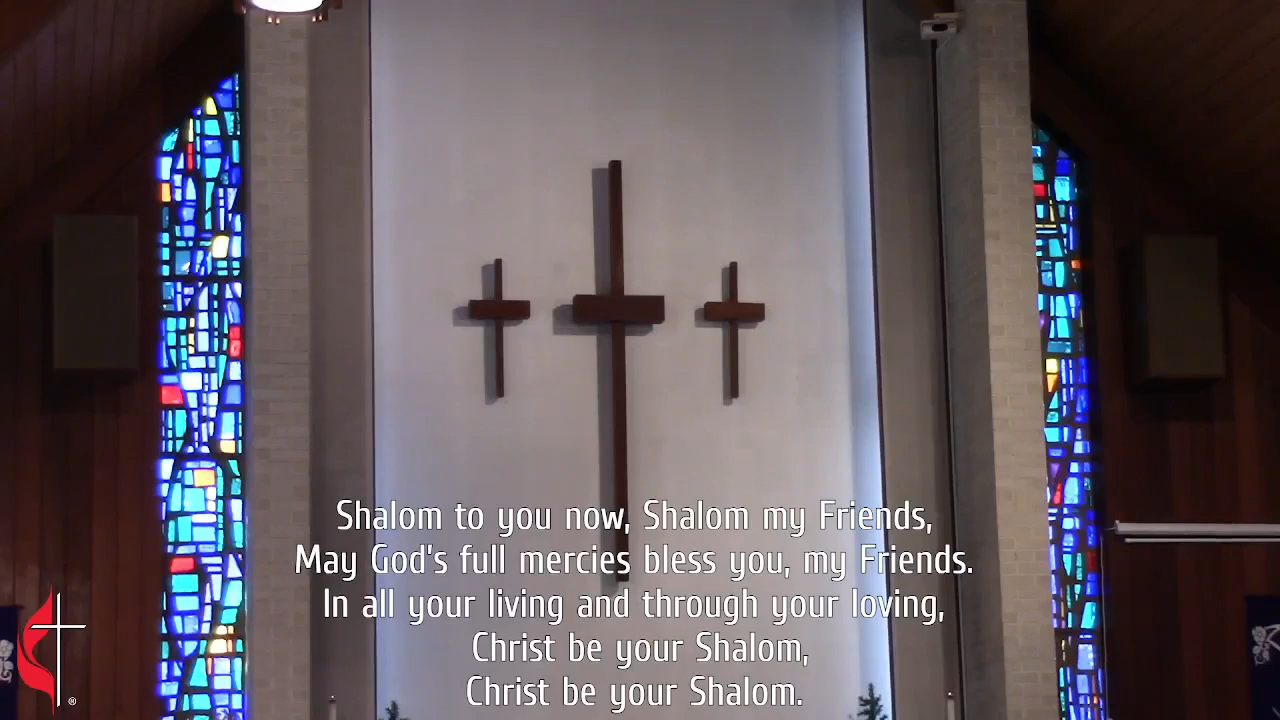 Shalom to you now, Shalom my Friends,
May God's full mercies bless you, my Friends.
In all your living and through your loving,
Christ be your Shalom,
Christ be your Shalom.
®